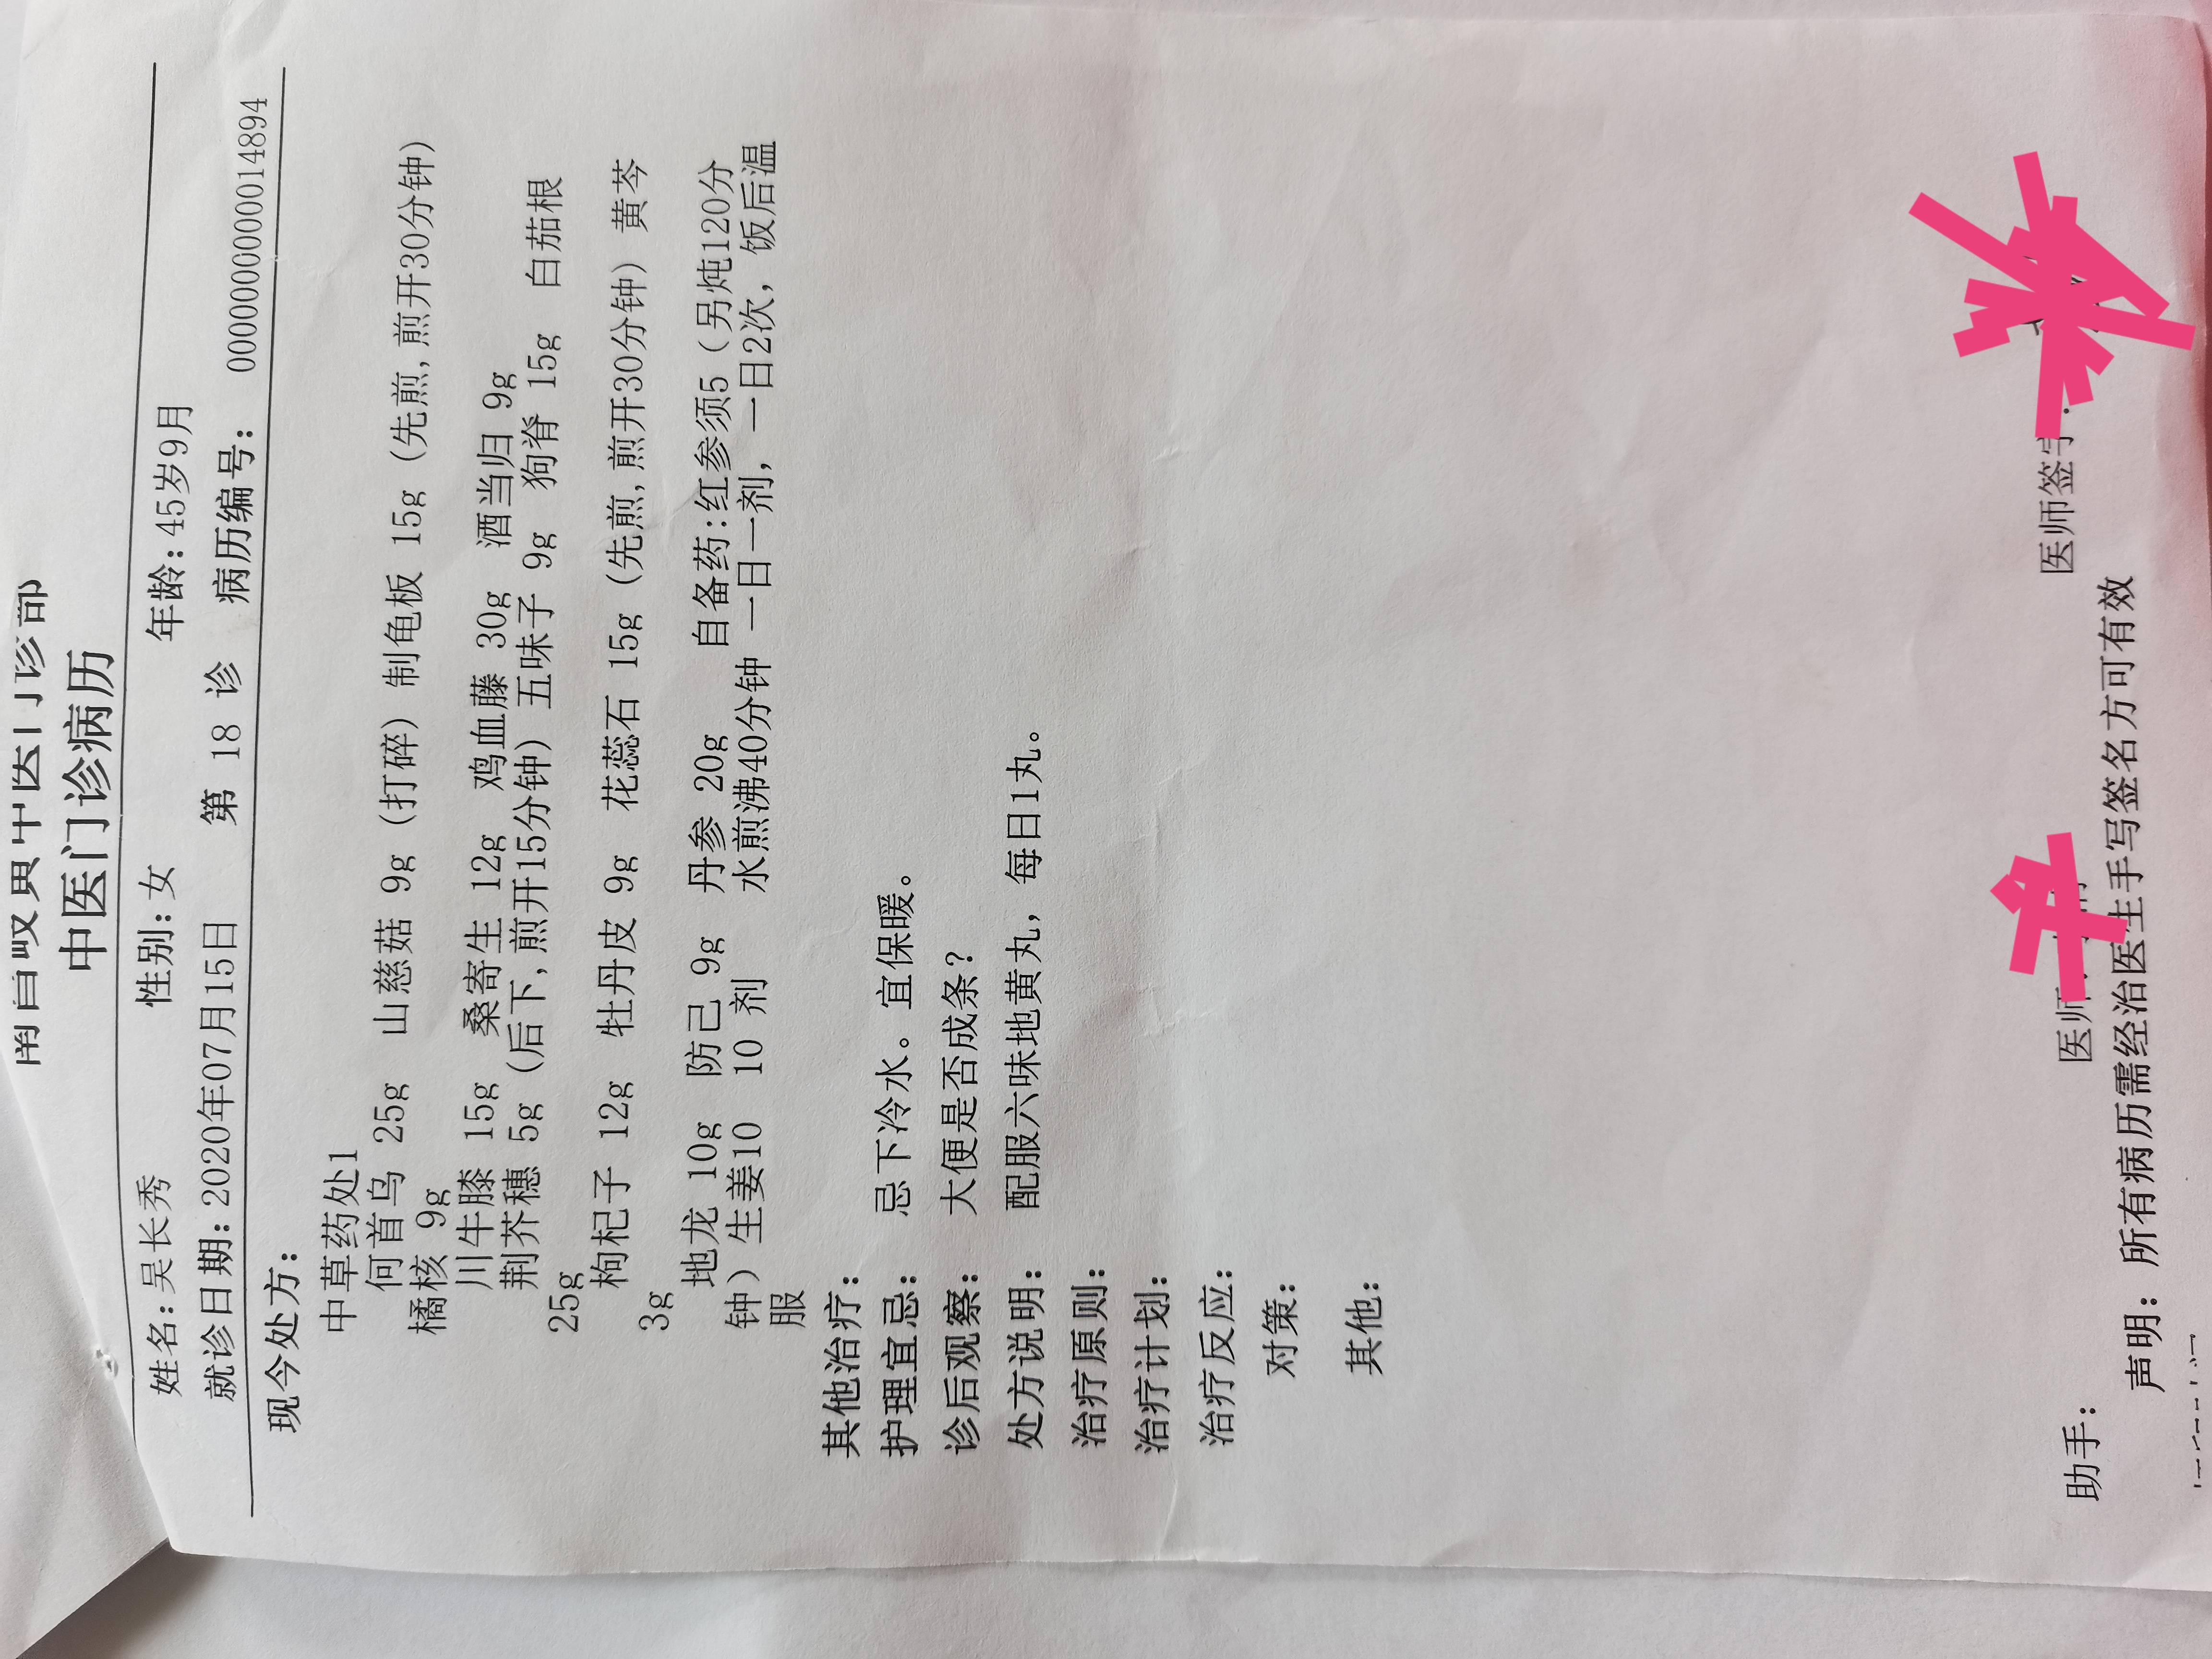 中医门诊病历
姓名:吴长秀 性别:女 年龄:45岁9月
就诊日期:2020年07月15日 第 18 诊 病历编号: 0000000000014894
现今处方:
中草药处1
何首乌 25g 山慈菇 9g (打碎) 制龟板 15g (先煎,煎开30分钟)
橘核 9g
川牛膝 15g 桑寄生 12g 鸡血藤 30g 酒当归 9g
荆芥穗 5g (后下,煎开15分钟) 五味子 9g 狗脊 15g 白茄根
25g
枸杞子 12g 牡丹皮 9g 花蕊石 15g (先煎,煎开30分钟) 黄芩
3g
地龙 10g 防己 9g 丹参 20g 自备药:红参须5 (另炖120分
钟) 生姜10 10 剂 水煎沸40分钟 一日一剂,一日2次,饭后温
服
其他治疗:
护理宜忌: 忌下冷水。宜保暖。
诊后观察: 大便是否成条?
处方说明: 配服六味地黄丸,每日1丸。
治疗原则:
治疗计划:
治疗反应:
对策:
其他:
助手: 医师 医师签字:
声明: 所有病历需经治医生手写签名方可有效